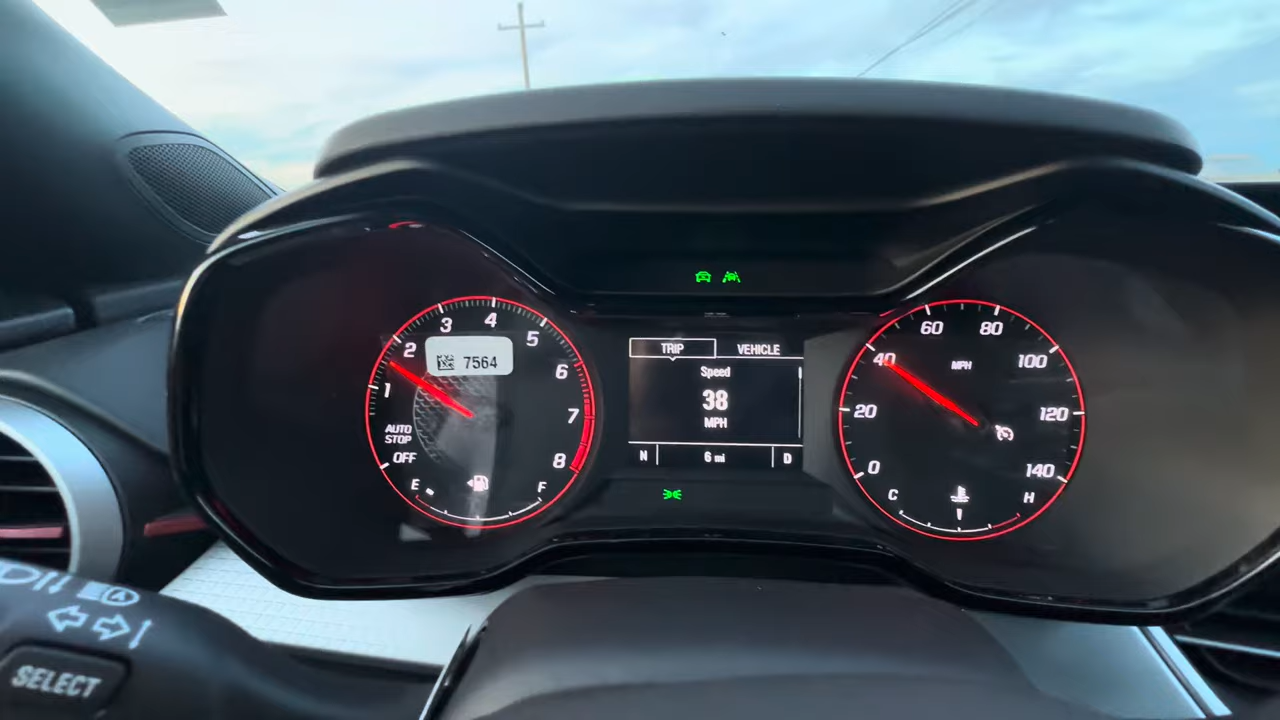 3 4
2 5
7564
1 6
7
AUTO
STOP
OFF 8
E F
TRIP VEHICLE
Speed
38
MPH
N 6 mi D
60 80
40 MPH 100
20 120
0 140
C H
SELECT